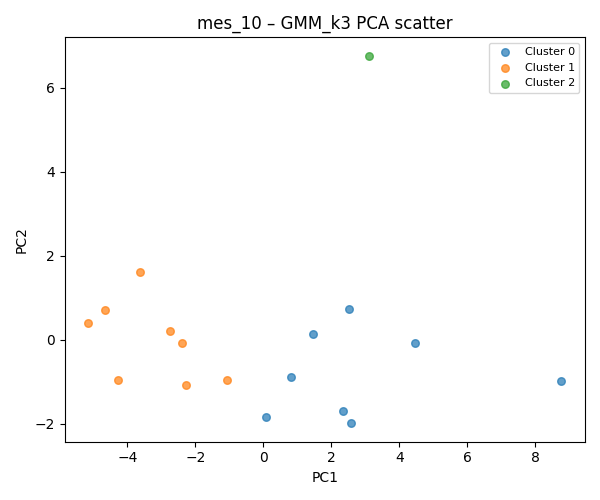 mes_10 – GMM_k3 PCA scatter
Cluster 0
Cluster 1
Cluster 2
PC2
6
4
2
0
−2
−4
−2
0
2
4
6
8
PC1